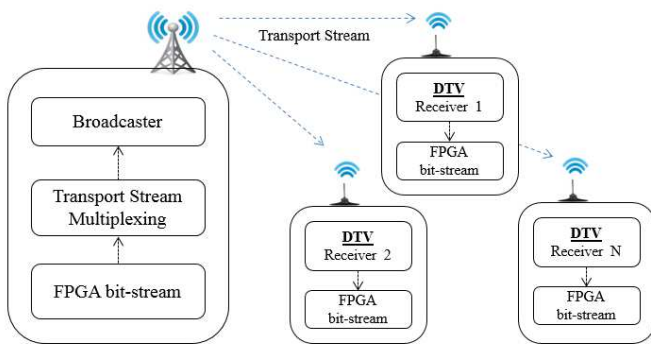 Transport Stream
Broadcaster
Transport Stream
Multiplexing
FPGA bit-stream
DTV
Receiver 1
FPGA
bit-stream
DTV
Receiver 2
FPGA
bit-stream
DTV
Receiver N
FPGA
bit-stream